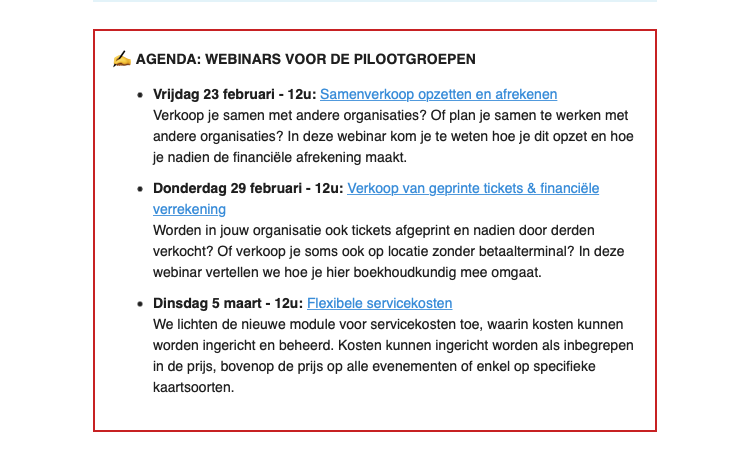 ✍️ AGENDA: WEBINARS VOOR DE PILOOTGROEPEN
• Vrijdag 23 februari - 12u: Samenverkoop opzetten en afrekenen
Verkoop je samen met andere organisaties? Of plan je samen te werken met
andere organisaties? In deze webinar kom je te weten hoe je dit opzet en hoe
je nadien de financiële afrekening maakt.
• Donderdag 29 februari - 12u: Verkoop van geprinte tickets & financiële
verrekening
Worden in jouw organisatie ook tickets afgeprint en nadien door derden
verkocht? Of verkoop je soms ook op locatie zonder betaalterminal? In deze
webinar vertellen we hoe je hier boekhoudkundig mee omgaat.
• Dinsdag 5 maart - 12u: Flexibele servicekosten
We lichten de nieuwe module voor servicekosten toe, waarin kosten kunnen
worden ingericht en beheerd. Kosten kunnen ingericht worden als inbegrepen
in de prijs, bovenop de prijs op alle evenementen of enkel op specifieke
kaartsoorten.